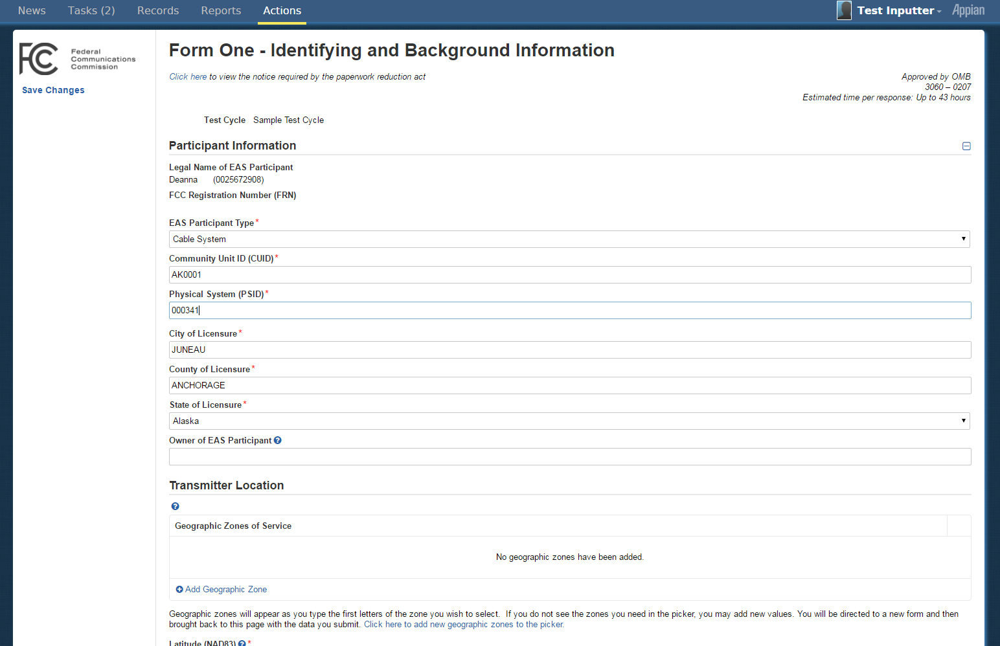 News Tasks (2) Records Reports Actions Test Inputter Appian
FCC Federal
Communications
Commission
Save Changes
Form One - Identifying and Background Information
Click here to view the notice required by the paperwork reduction act
Approved by OMB
3060 – 0207
Estimated time per response: Up to 43 hours
Test Cycle Sample Test Cycle
Participant Information
Legal Name of EAS Participant
Deanna (0025672908)
FCC Registration Number (FRN)
EAS Participant Type*
Cable System
Community Unit ID (CUID)*
AK0001
Physical System (PSID)*
000341
City of Licensure*
JUNEAU
County of Licensure*
ANCHORAGE
State of Licensure*
Alaska
Owner of EAS Participant ?
Transmitter Location
?
Geographic Zones of Service
No geographic zones have been added.
Add Geographic Zone
Geographic zones will appear as you type the first letters of the zone you wish to select. If you do not see the zones you need in the picker, you may add new values. You will be directed to a new form and then
brought back to this page with the data you submit. Click here to add new geographic zones to the picker.
Latitude (NAD83) ? *